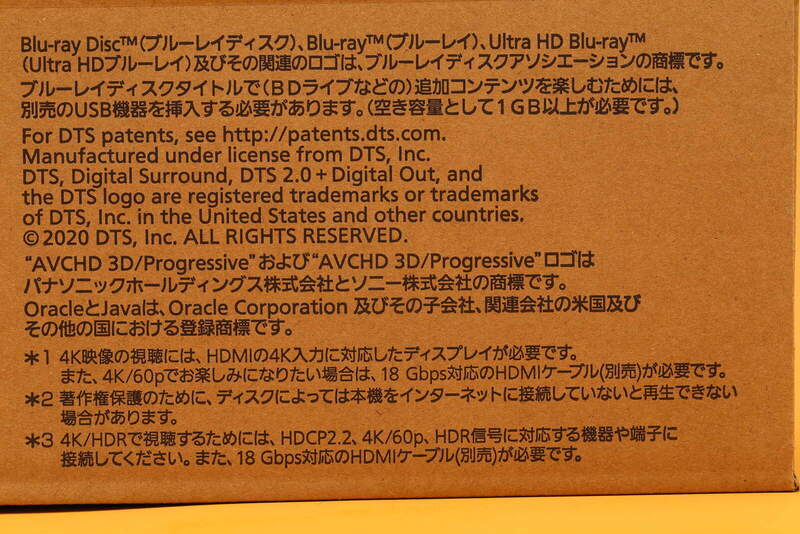 Blu-ray Disc™(ブルーレイディスク)、Blu-ray™(ブルーレイ)、Ultra HD Blu-ray™
(Ultra HDブルーレイ)及びその関連のロゴは、ブルーレイディスクアソシエーションの商標です。
ブルーレイディスクタイトルで(BDライブなどの)追加コンテンツを楽しむためには、
別売のUSB機器を挿入する必要があります。(空き容量として1GB以上が必要です。)
For DTS patents, see http://patents.dts.com.
Manufactured under license from DTS, Inc.
DTS, Digital Surround, DTS 2.0+Digital Out, and
the DTS logo are registered trademarks or trademarks
of DTS, Inc. in the United States and other countries.
©2020 DTS, Inc. ALL RIGHTS RESERVED.
"AVCHD 3D/Progressive"および"AVCHD 3D/Progressive"ロゴは
パナソニックホールディングス株式会社とソニー株式会社の商標です。
OracleとJavaは、Oracle Corporation 及びその子会社、関連会社の米国及び
その他の国における登録商標です。
*1 4K映像の視聴には、HDMIの4K入力に対応したディスプレイが必要です。
また、4K/60pでお楽しみになりたい場合は、18 Gbps対応のHDMIケーブル(別売)が必要です。
*2 著作権保護のために、ディスクによっては本機をインターネットに接続していないと再生できない
場合があります。
*3 4K/HDRで視聴するためには、HDCP2.2、4K/60p、HDR信号に対応する機器や端子に
接続してください。また、18 Gbps対応のHDMIケーブル(別売)が必要です。